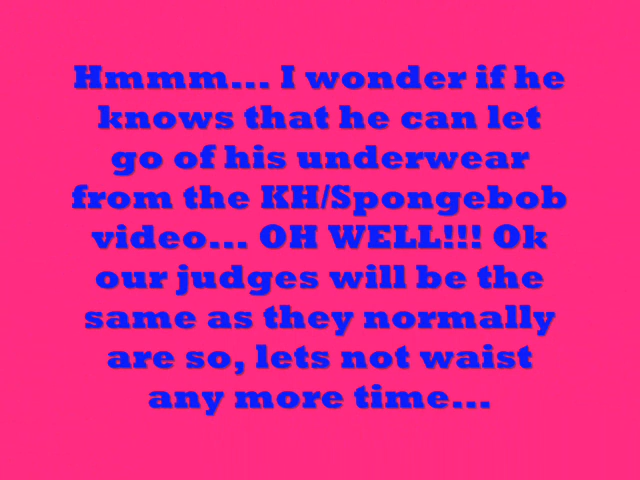 Hmmm... I wonder if he
knows that he can let
go of his underwear
from the KH/Spongebob
video... OH WELL!!! Ok
our judges will be the
same as they normally
are so, lets not waist
any more time...